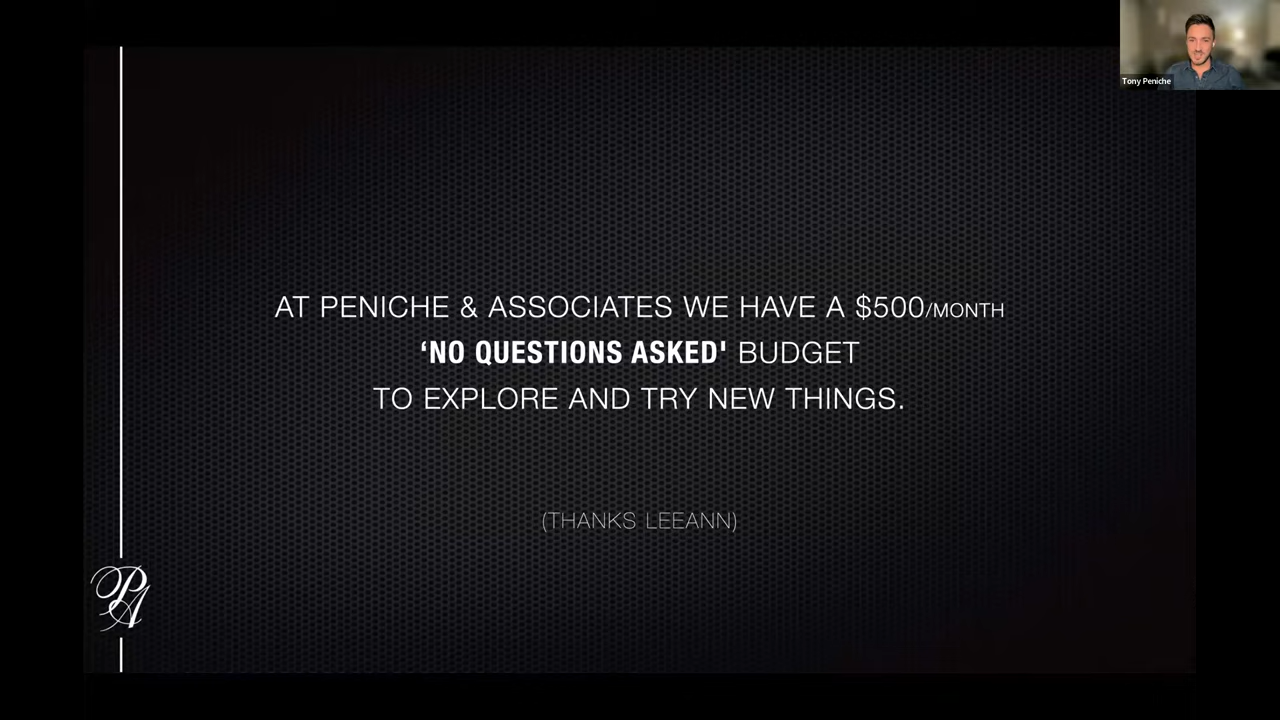 Tony Peniche
AT PENICHE & ASSOCIATES WE HAVE A $500/MONTH
‘NO QUESTIONS ASKED' BUDGET
TO EXPLORE AND TRY NEW THINGS.
(THANKS LEEANN)
PA